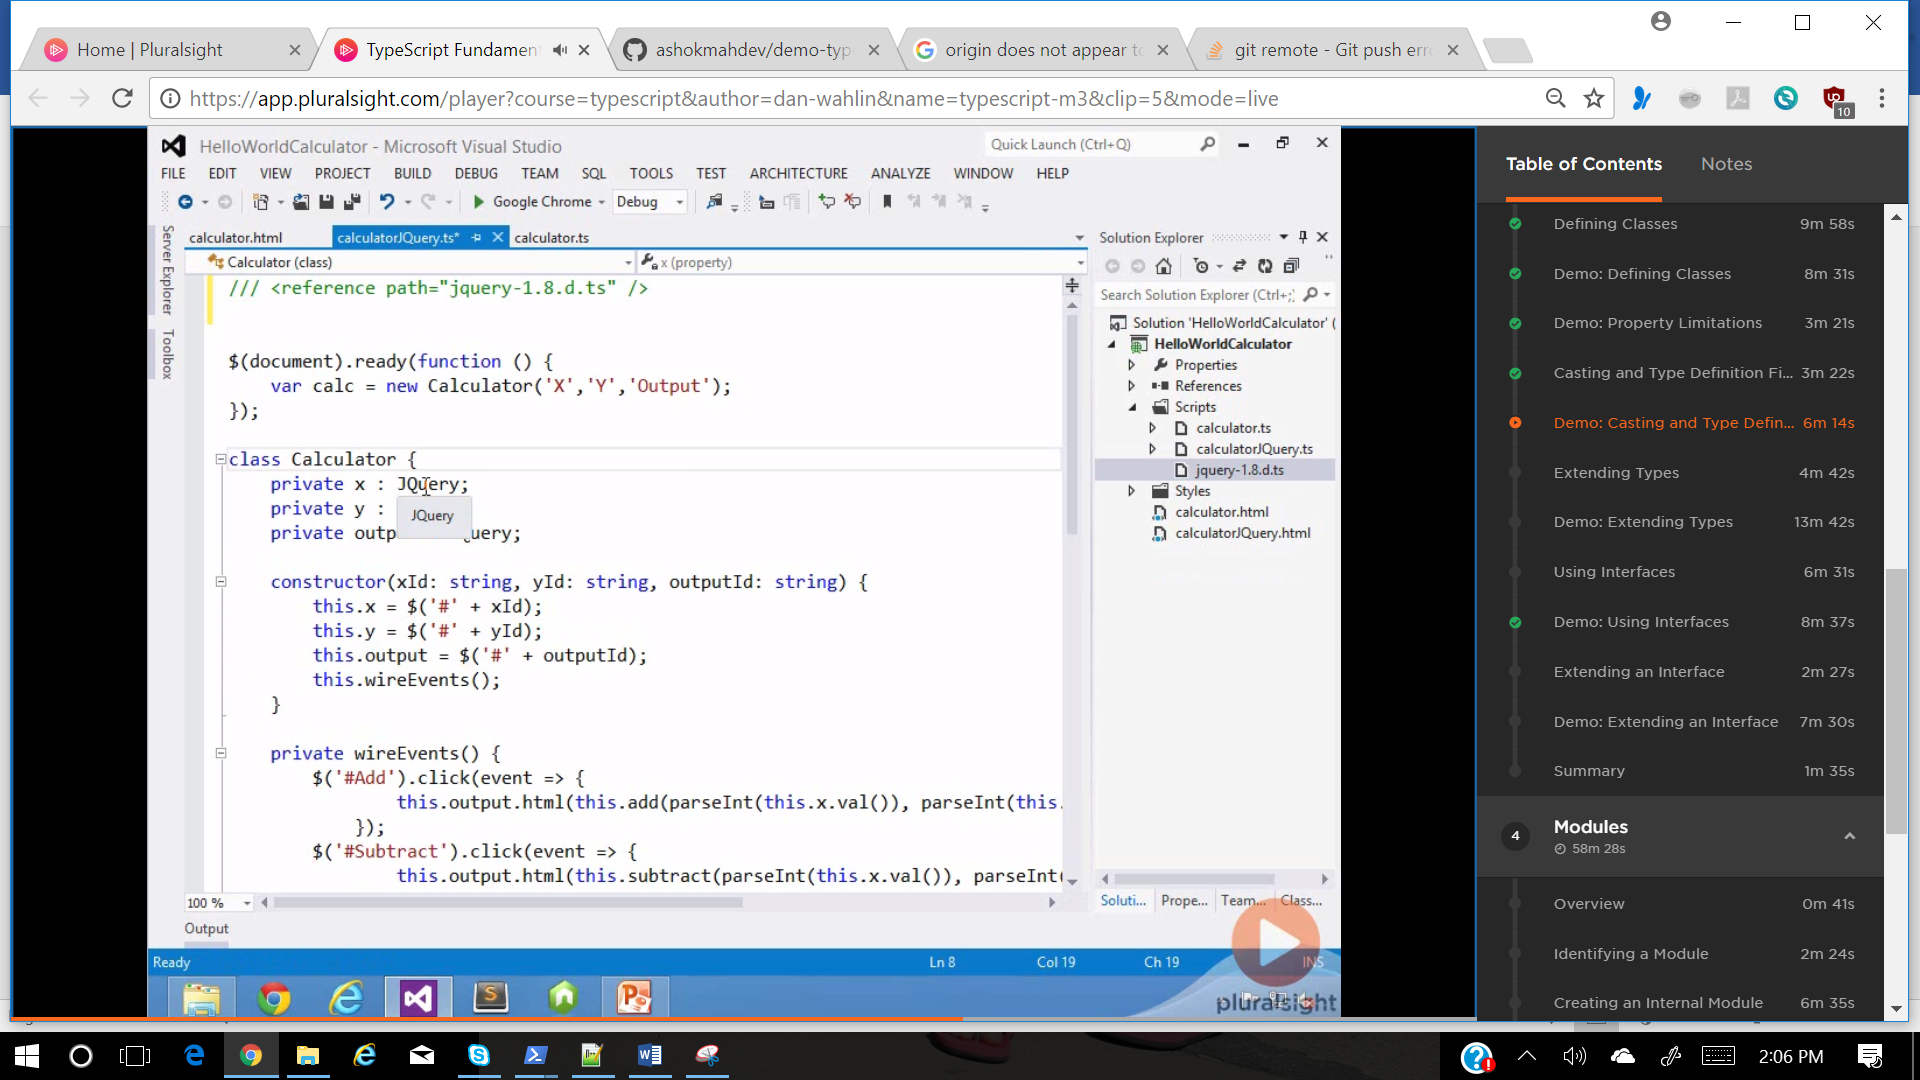 Home | Pluralsight
TypeScript Fundamen
ashokmahdev/demo-typ
origin does not appear to
git remote - Git push erro
https://app.pluralsight.com/player?course=typescript&author=dan-wahlin&name=typescript-m3&clip=5&mode=live
10
HelloWorldCalculator - Microsoft Visual Studio
Quick Launch (Ctrl+Q)
FILE EDIT VIEW PROJECT BUILD DEBUG TEAM SQL TOOLS TEST ARCHITECTURE ANALYZE WINDOW HELP
Google Chrome Debug
Server Explorer
Toolbox
calculator.html calculatorJQuery.ts* calculator.ts
Calculator (class) x (property)
/// <reference path="jquery-1.8.d.ts" />
$(document).ready(function () {
var calc = new Calculator('X','Y','Output');
});
class Calculator {
private x : JQuery;
private y :
JQuery
private outp uery;
constructor(xId: string, yId: string, outputId: string) {
this.x = $('#' + xId);
this.y = $('#' + yId);
this.output = $('#' + outputId);
this.wireEvents();
}
private wireEvents() {
$('#Add').click(event => {
this.output.html(this.add(parseInt(this.x.val()), parseInt(this.
});
$('#Subtract').click(event => {
this.output.html(this.subtract(parseInt(this.x.val()), parseInt(
100 %
Output
Ready Ln 8 Col 19 Ch 19 INS
Solution Explorer
Search Solution Explorer (Ctrl+;)
Solution 'HelloWorldCalculator' (
HelloWorldCalculator
Properties
References
Scripts
calculator.ts
calculatorJQuery.ts
jquery-1.8.d.ts
Styles
calculator.html
calculatorJQuery.html
Soluti... Prope... Team... Class...
pluralsight
Table of Contents Notes
Defining Classes 9m 58s
Demo: Defining Classes 8m 31s
Demo: Property Limitations 3m 21s
Casting and Type Definition Fi... 3m 22s
Demo: Casting and Type Defin... 6m 14s
Extending Types 4m 42s
Demo: Extending Types 13m 42s
Using Interfaces 6m 31s
Demo: Using Interfaces 8m 37s
Extending an Interface 2m 27s
Demo: Extending an Interface 7m 30s
Summary 1m 35s
4 Modules
58m 28s
Overview 0m 41s
Identifying a Module 2m 24s
Creating an Internal Module 6m 35s
2:06 PM